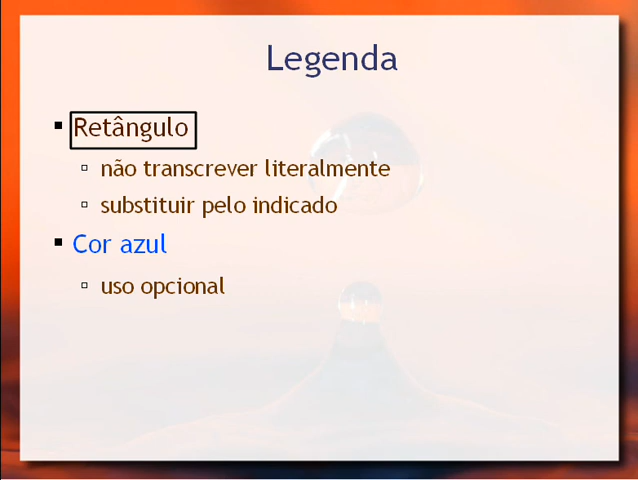 Legenda
Retângulo
não transcrever literalmente
substituir pelo indicado
Cor azul
uso opcional